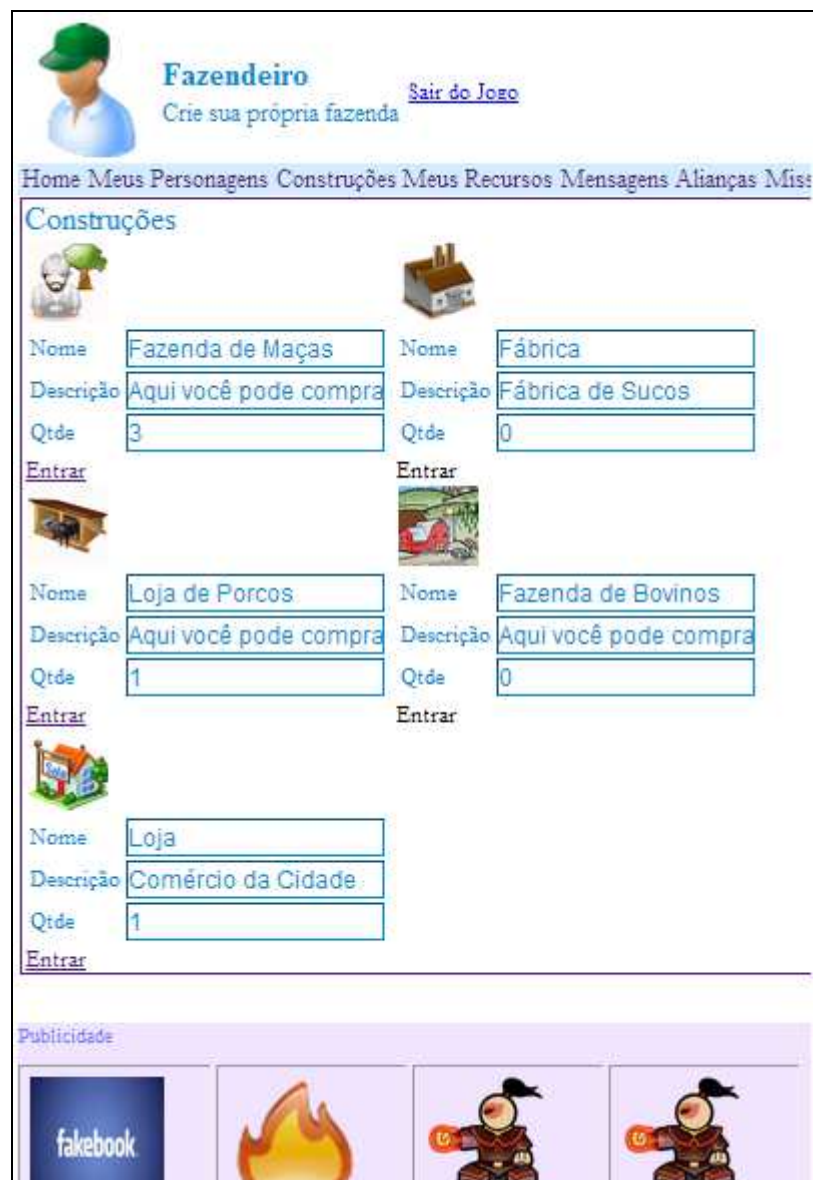 Fazendeiro
Crie sua própria fazenda
Sair do Jogo
Home Meus Personagens Construções Meus Recursos Mensagens Alianças Miss
Construções
Nome Fazenda de Maças Nome Fábrica
Descrição Aqui você pode compra Descrição Fábrica de Sucos
Qtde 3 Qtde 0
Entrar Entrar
Nome Loja de Porcos Nome Fazenda de Bovinos
Descrição Aqui você pode compra Descrição Aqui você pode compra
Qtde 1 Qtde 0
Entrar Entrar
Sale
Nome Loja
Descrição Comércio da Cidade
Qtde 1
Entrar
Publicidade
fakebook